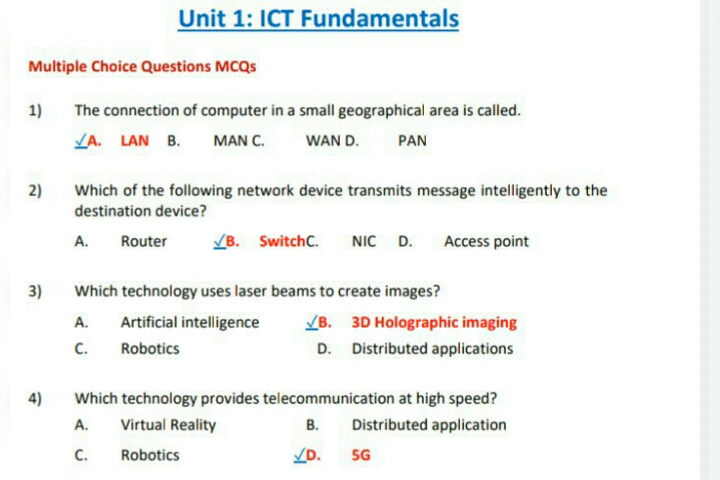 Unit 1: ICT Fundamentals
Multiple Choice Questions MCQs
1) The connection of computer in a small geographical area is called.
✓A. LAN B. MAN C. WAN D. PAN
2) Which of the following network device transmits message intelligently to the
destination device?
A. Router ✓B. SwitchC. NIC D. Access point
3) Which technology uses laser beams to create images?
A. Artificial intelligence ✓B. 3D Holographic imaging
C. Robotics D. Distributed applications
4) Which technology provides telecommunication at high speed?
A. Virtual Reality B. Distributed application
C. Robotics ✓D. 5G